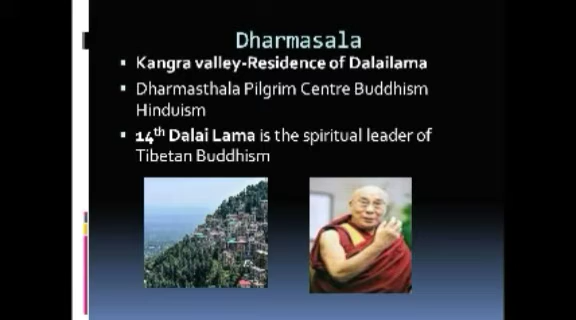 Dharmasala
Kangra valley-Residence of Dalailama
Dharmasthala Pilgrim Centre Buddhism
Hinduism
14th Dalai Lama is the spiritual leader of
Tibetan Buddhism